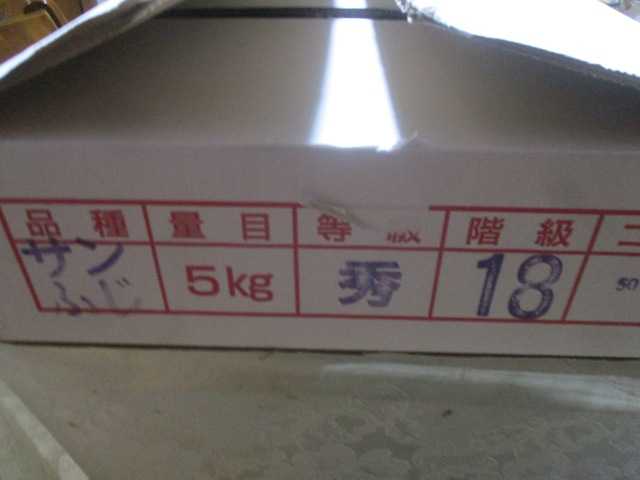 品種 量目 等級 階級
サンふじ 5kg 秀 18